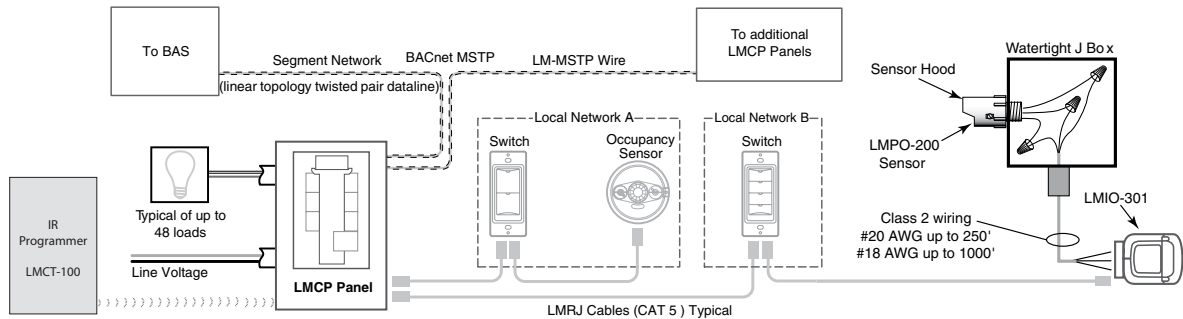 To BAS
Segment Network
(linear topology twisted pair dataline)
BACnet MSTP
LM-MSTP Wire
To additional
LMCP Panels
Watertight J Box
Sensor Hood
LMPO-200
Sensor
Local Network A
Switch
Occupancy
Sensor
Local Network B
Switch
Typical of up to
48 loads
IR
Programmer
LMCT-100
Line Voltage
LMCP Panel
Class 2 wiring
#20 AWG up to 250'
#18 AWG up to 1000'
LMIO-301
LMRJ Cables (CAT 5 ) Typical